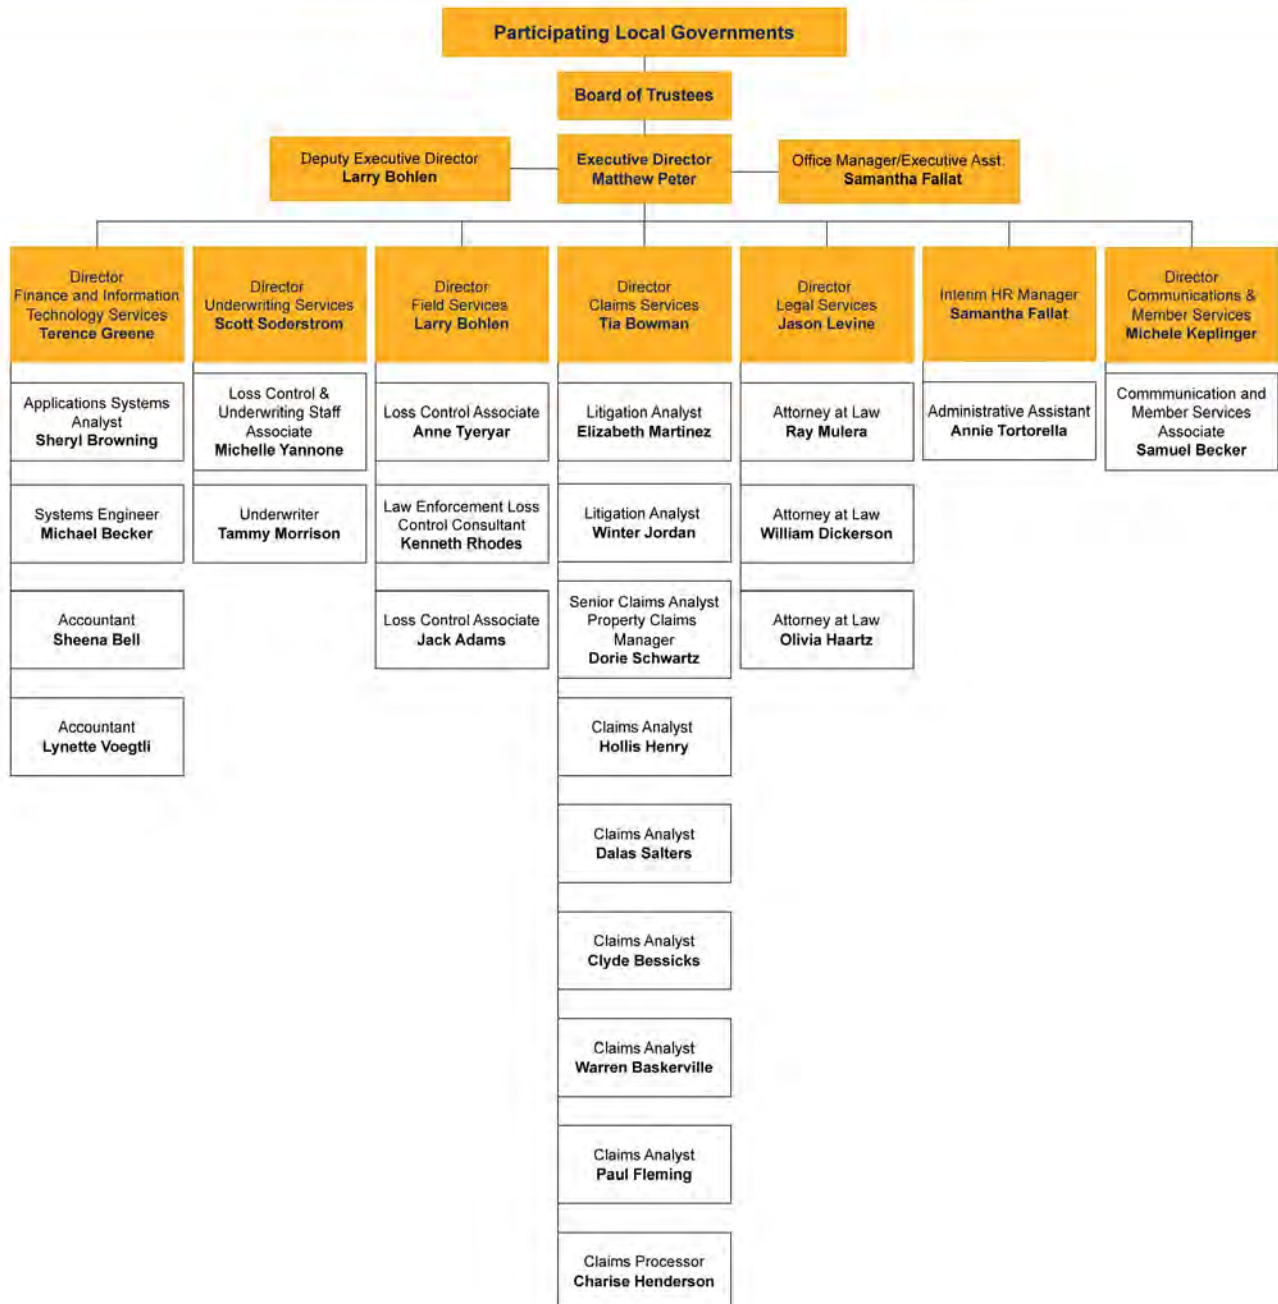 Participating Local Governments
Board of Trustees
Deputy Executive Director
Larry Bohlen
Executive Director
Matthew Peter
Office Manager/Executive Asst.
Samantha Fallat
Director
Finance and Information
Technology Services
Terence Greene
Director
Underwriting Services
Scott Soderstrom
Director
Field Services
Larry Bohlen
Director
Claims Services
Tia Bowman
Director
Legal Services
Jason Levine
Interim HR Manager
Samantha Fallat
Director
Communications &
Member Services
Michele Keplinger
Applications Systems
Analyst
Sheryl Browning
Loss Control &
Underwriting Staff
Associate
Michelle Yannone
Loss Control Associate
Anne Tyeryar
Litigation Analyst
Elizabeth Martinez
Attorney at Law
Ray Mulera
Administrative Assistant
Annie Tortorella
Commmunication and
Member Services
Associate
Samuel Becker
Systems Engineer
Michael Becker
Underwriter
Tammy Morrison
Law Enforcement Loss
Control Consultant
Kenneth Rhodes
Litigation Analyst
Winter Jordan
Attorney at Law
William Dickerson
Accountant
Sheena Bell
Loss Control Associate
Jack Adams
Senior Claims Analyst
Property Claims
Manager
Dorie Schwartz
Attorney at Law
Olivia Haartz
Accountant
Lynette Voegtli
Claims Analyst
Hollis Henry
Claims Analyst
Dalas Salters
Claims Analyst
Clyde Bessicks
Claims Analyst
Warren Baskerville
Claims Analyst
Paul Fleming
Claims Processor
Charise Henderson